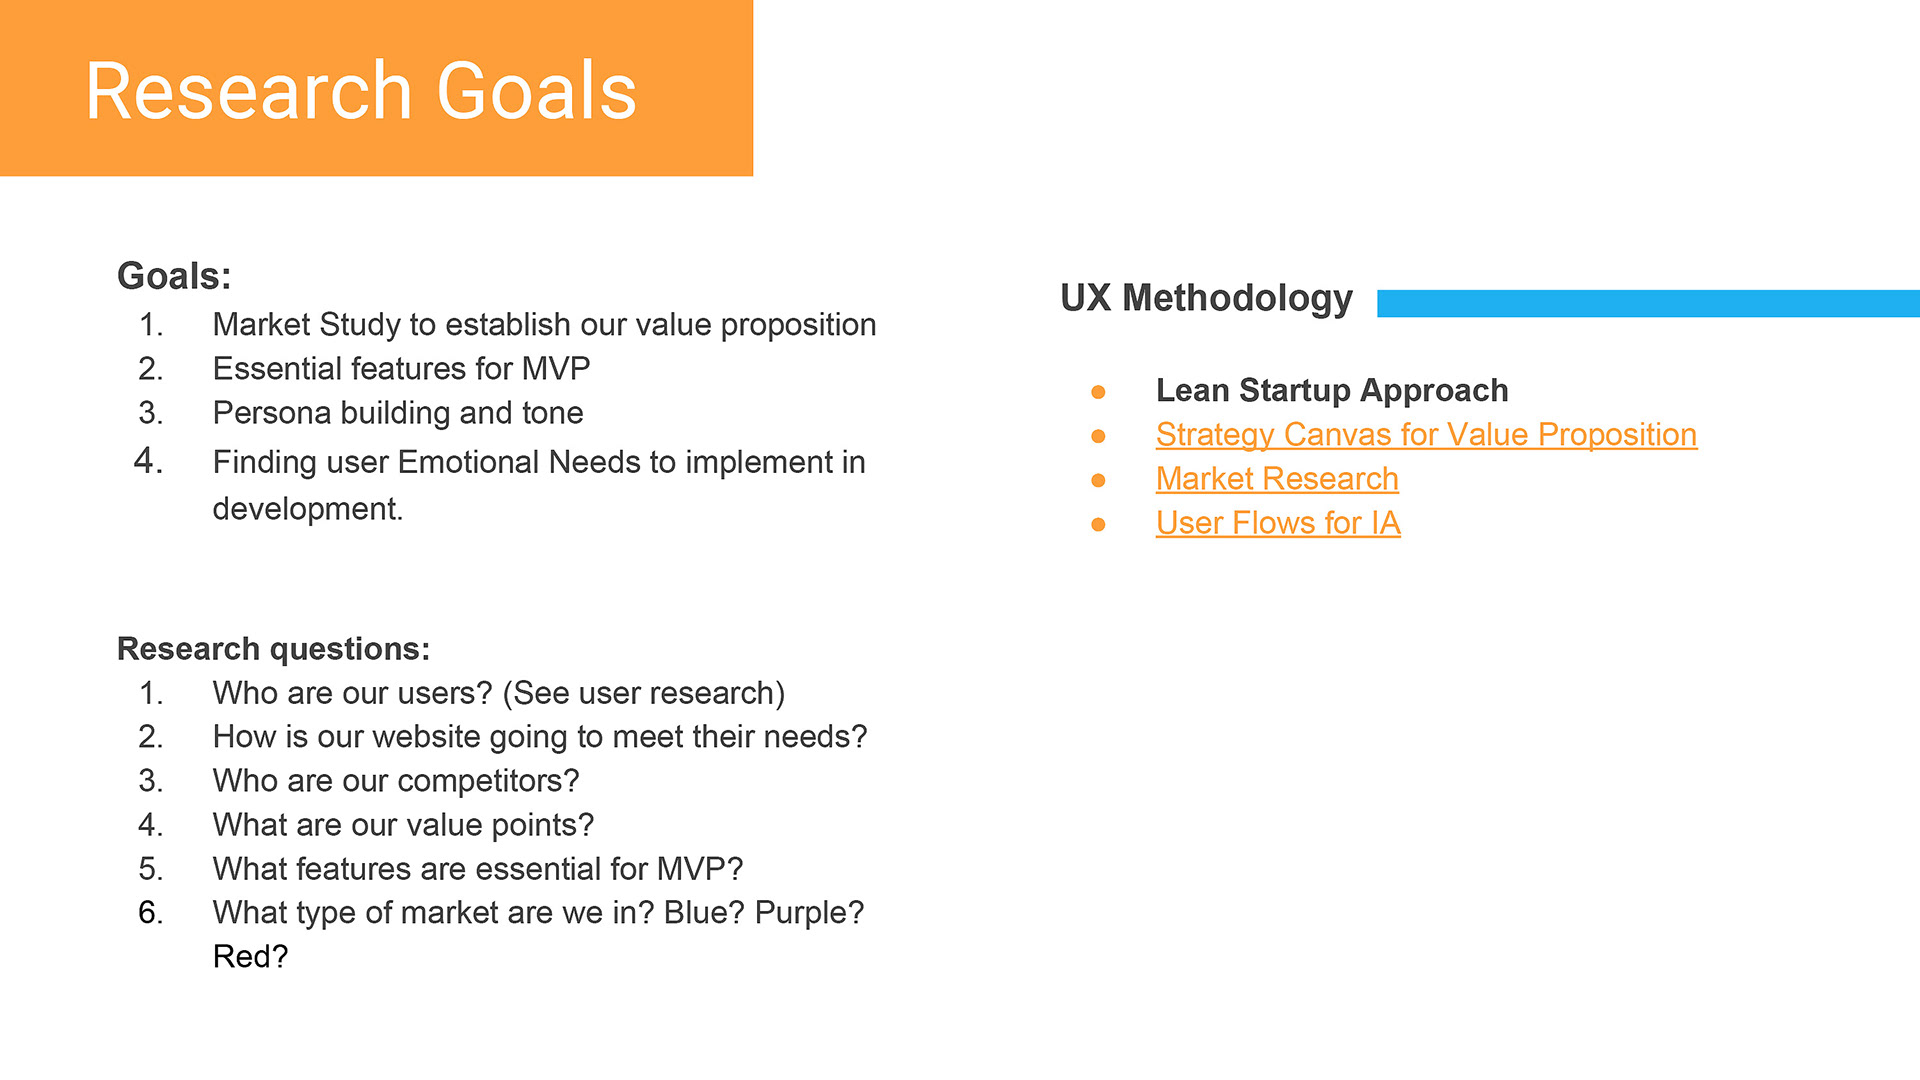 Research Goals
Goals:
1. Market Study to establish our value proposition
2. Essential features for MVP
3. Persona building and tone
4. Finding user Emotional Needs to implement in
development.
Research questions:
1. Who are our users? (See user research)
2. How is our website going to meet their needs?
3. Who are our competitors?
4. What are our value points?
5. What features are essential for MVP?
6. What type of market are we in? Blue? Purple?
Red?
UX Methodology
● Lean Startup Approach
● Strategy Canvas for Value Proposition
● Market Research
● User Flows for IA